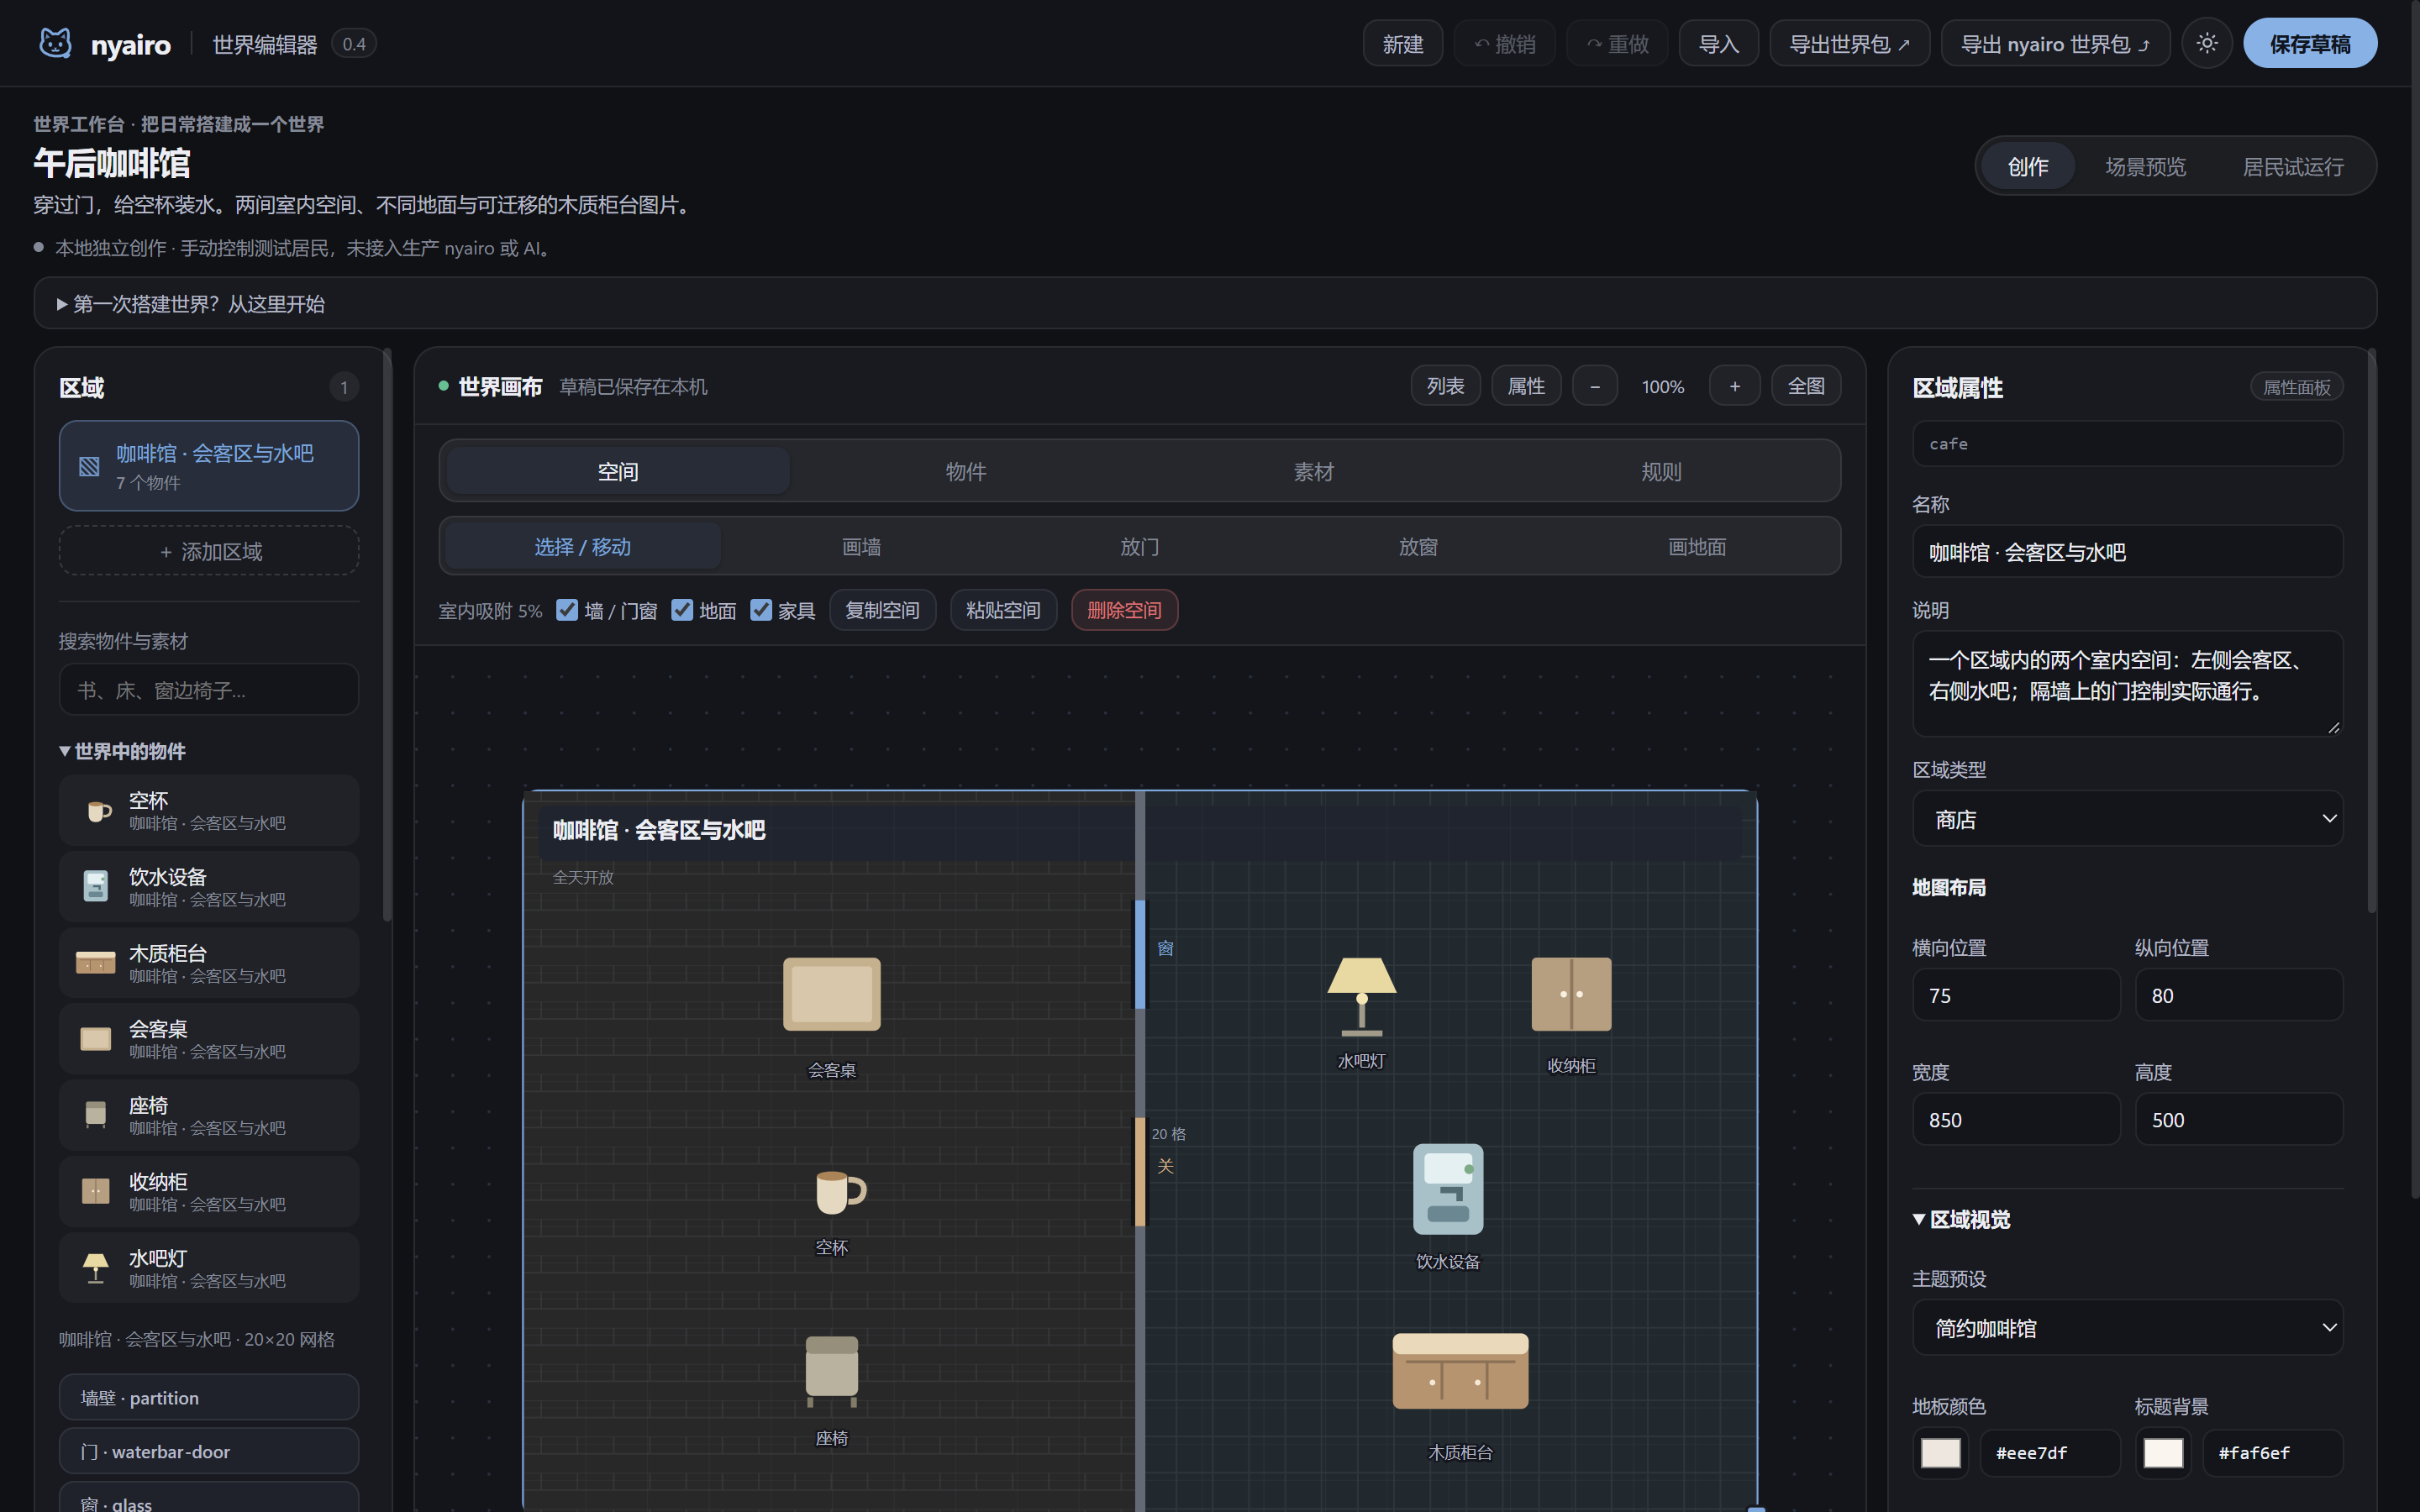 nyairo
世界编辑器
0.4
新建
撤销
重做
导入
导出世界包 ↗
导出 nyairo 世界包
保存草稿
世界工作台 · 把日常搭建成一个世界
午后咖啡馆
穿过门，给空杯装水。两间室内空间、不同地面与可迁移的木质柜台图片。
本地独立创作 · 手动控制测试居民，未接入生产 nyairo 或 AI。
创作
场景预览
居民试运行
第一次搭建世界？从这里开始
区域
1
咖啡馆 · 会客区与水吧
7 个物件
+ 添加区域
搜索物件与素材
书、床、窗边椅子...
世界中的物件
空杯
咖啡馆 · 会客区与水吧
饮水设备
咖啡馆 · 会客区与水吧
木质柜台
咖啡馆 · 会客区与水吧
会客桌
咖啡馆 · 会客区与水吧
座椅
咖啡馆 · 会客区与水吧
收纳柜
咖啡馆 · 会客区与水吧
水吧灯
咖啡馆 · 会客区与水吧
咖啡馆 · 会客区与水吧 · 20×20 网格
墙壁 · partition
门 · waterbar-door
窗 · glass
世界画布
草稿已保存在本机
列表
属性
−
100%
+
全图
空间
物件
素材
规则
选择 / 移动
画墙
放门
放窗
画地面
室内吸附 5%
墙 / 门窗
地面
家具
复制空间
粘贴空间
删除空间
咖啡馆 · 会客区与水吧
全天开放
窗
会客桌
水吧灯
收纳柜
20 格
关
空杯
饮水设备
座椅
木质柜台
区域属性
属性面板
cafe
名称
咖啡馆 · 会客区与水吧
说明
一个区域内的两个室内空间：左侧会客区、
右侧水吧；隔墙上的门控制实际通行。
区域类型
商店
地图布局
横向位置
纵向位置
75
80
宽度
高度
850
500
区域视觉
主题预设
简约咖啡馆
地板颜色
标题背景
#eee7df
#faf6ef